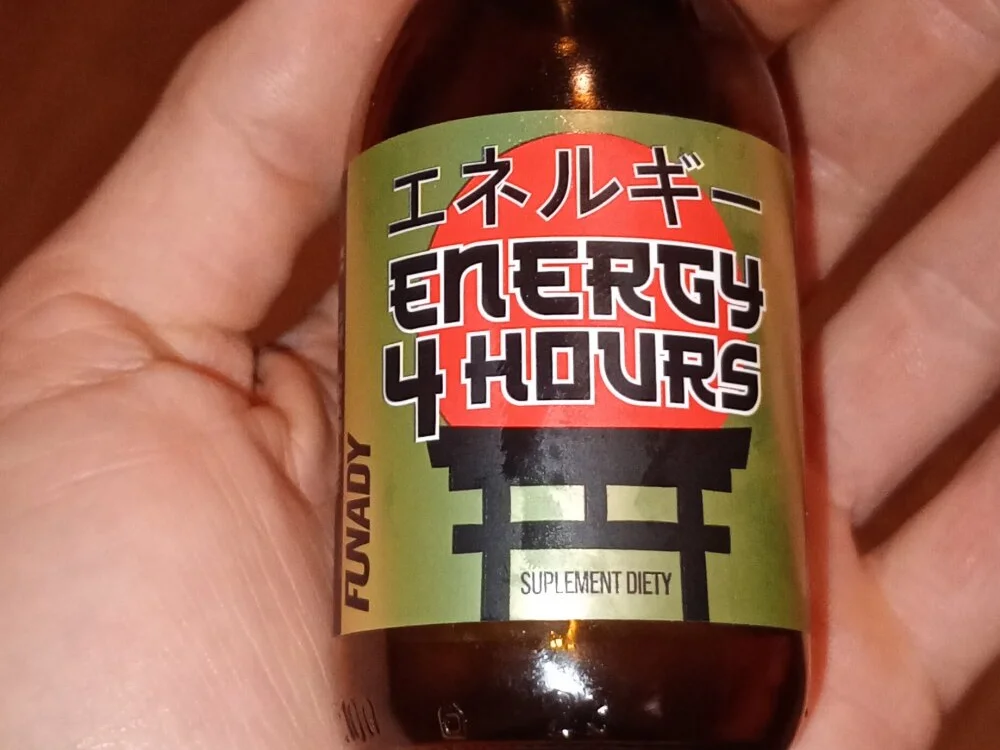 エネルギー
ENERGY
4 HOURS
FUNADY
SUPLEMENT DIETY